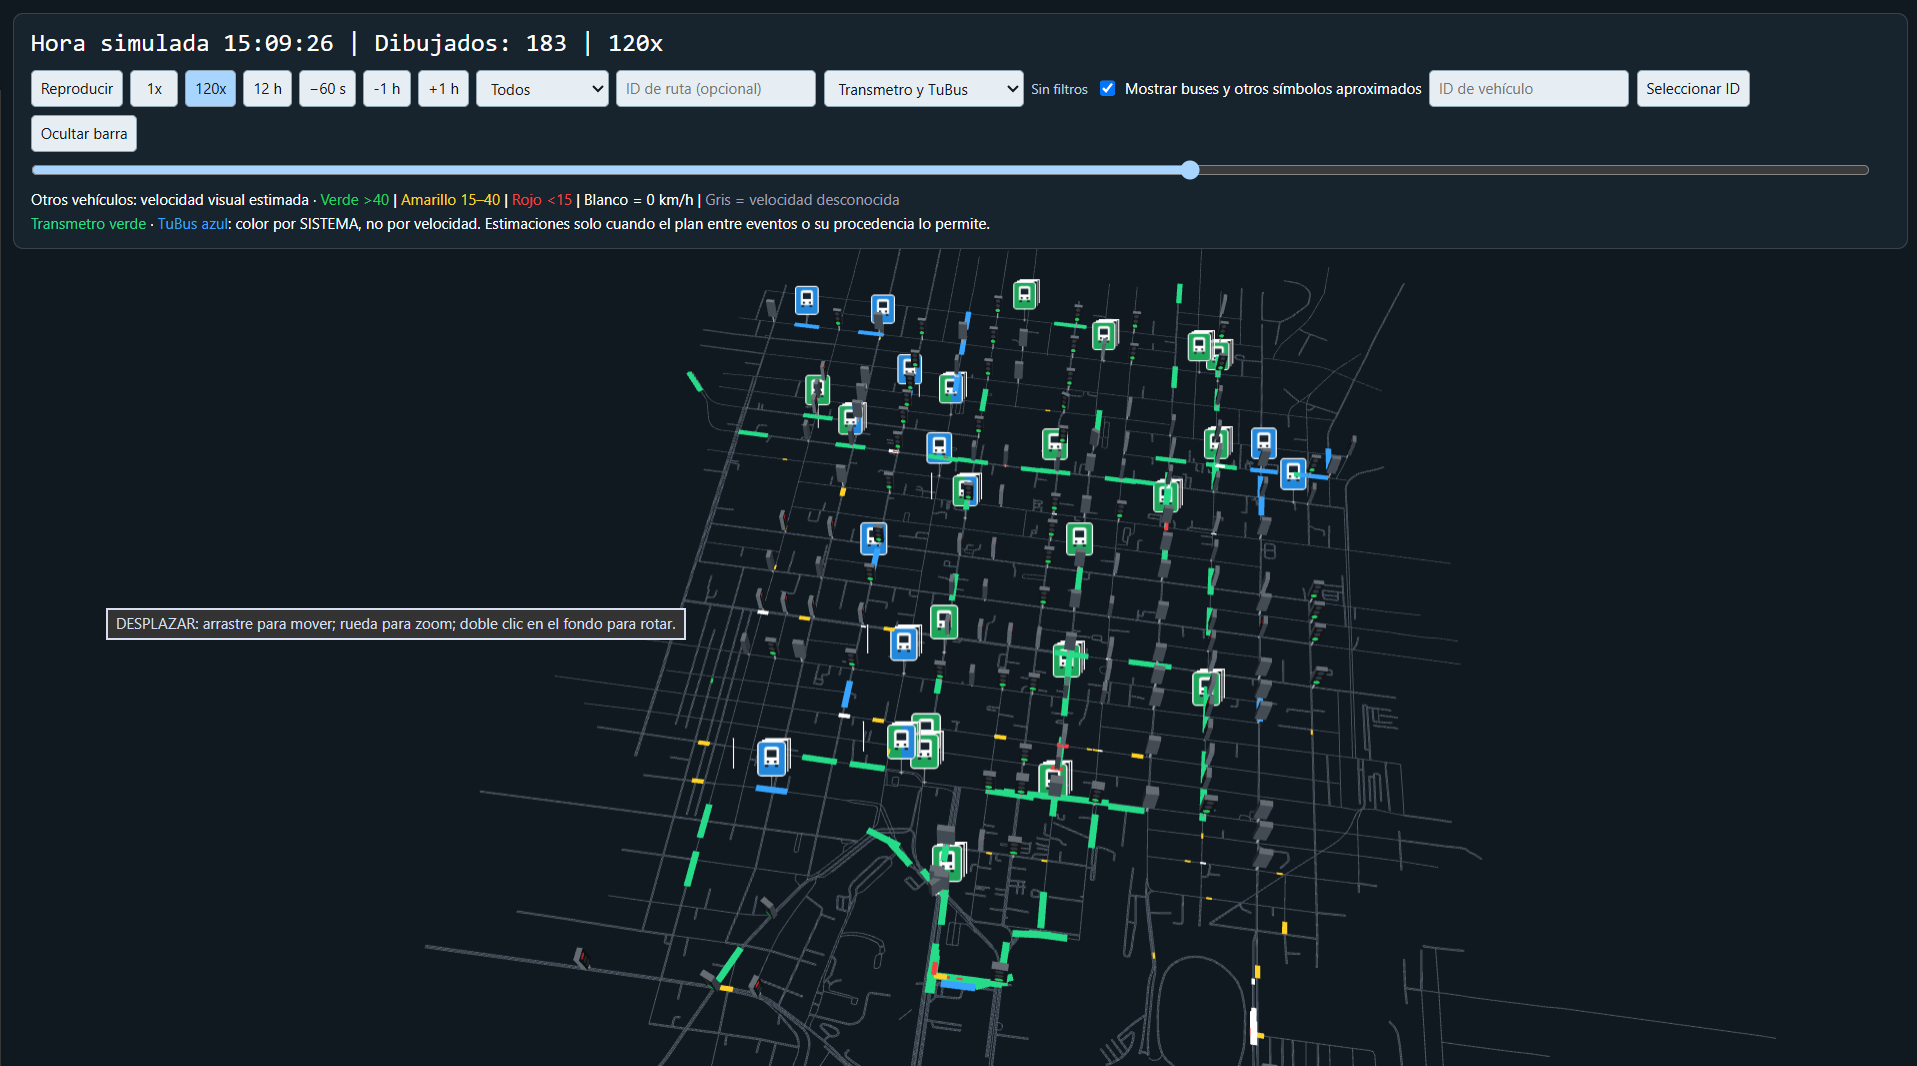 Hora simulada 15:09:26 | Dibujados: 183 | 120x
Reproducir 1x 120x 12 h −60 s -1 h +1 h Todos ID de ruta (opcional) Transmetro y TuBus Sin filtros Mostrar buses y otros símbolos aproximados ID de vehículo Seleccionar ID
Ocultar barra
Otros vehículos: velocidad visual estimada · Verde >40 | Amarillo 15–40 | Rojo <15 | Blanco = 0 km/h | Gris = velocidad desconocida
Transmetro verde · TuBus azul: color por SISTEMA, no por velocidad. Estimaciones solo cuando el plan entre eventos o su procedencia lo permite.
DESPLAZAR: arrastre para mover; rueda para zoom; doble clic en el fondo para rotar.